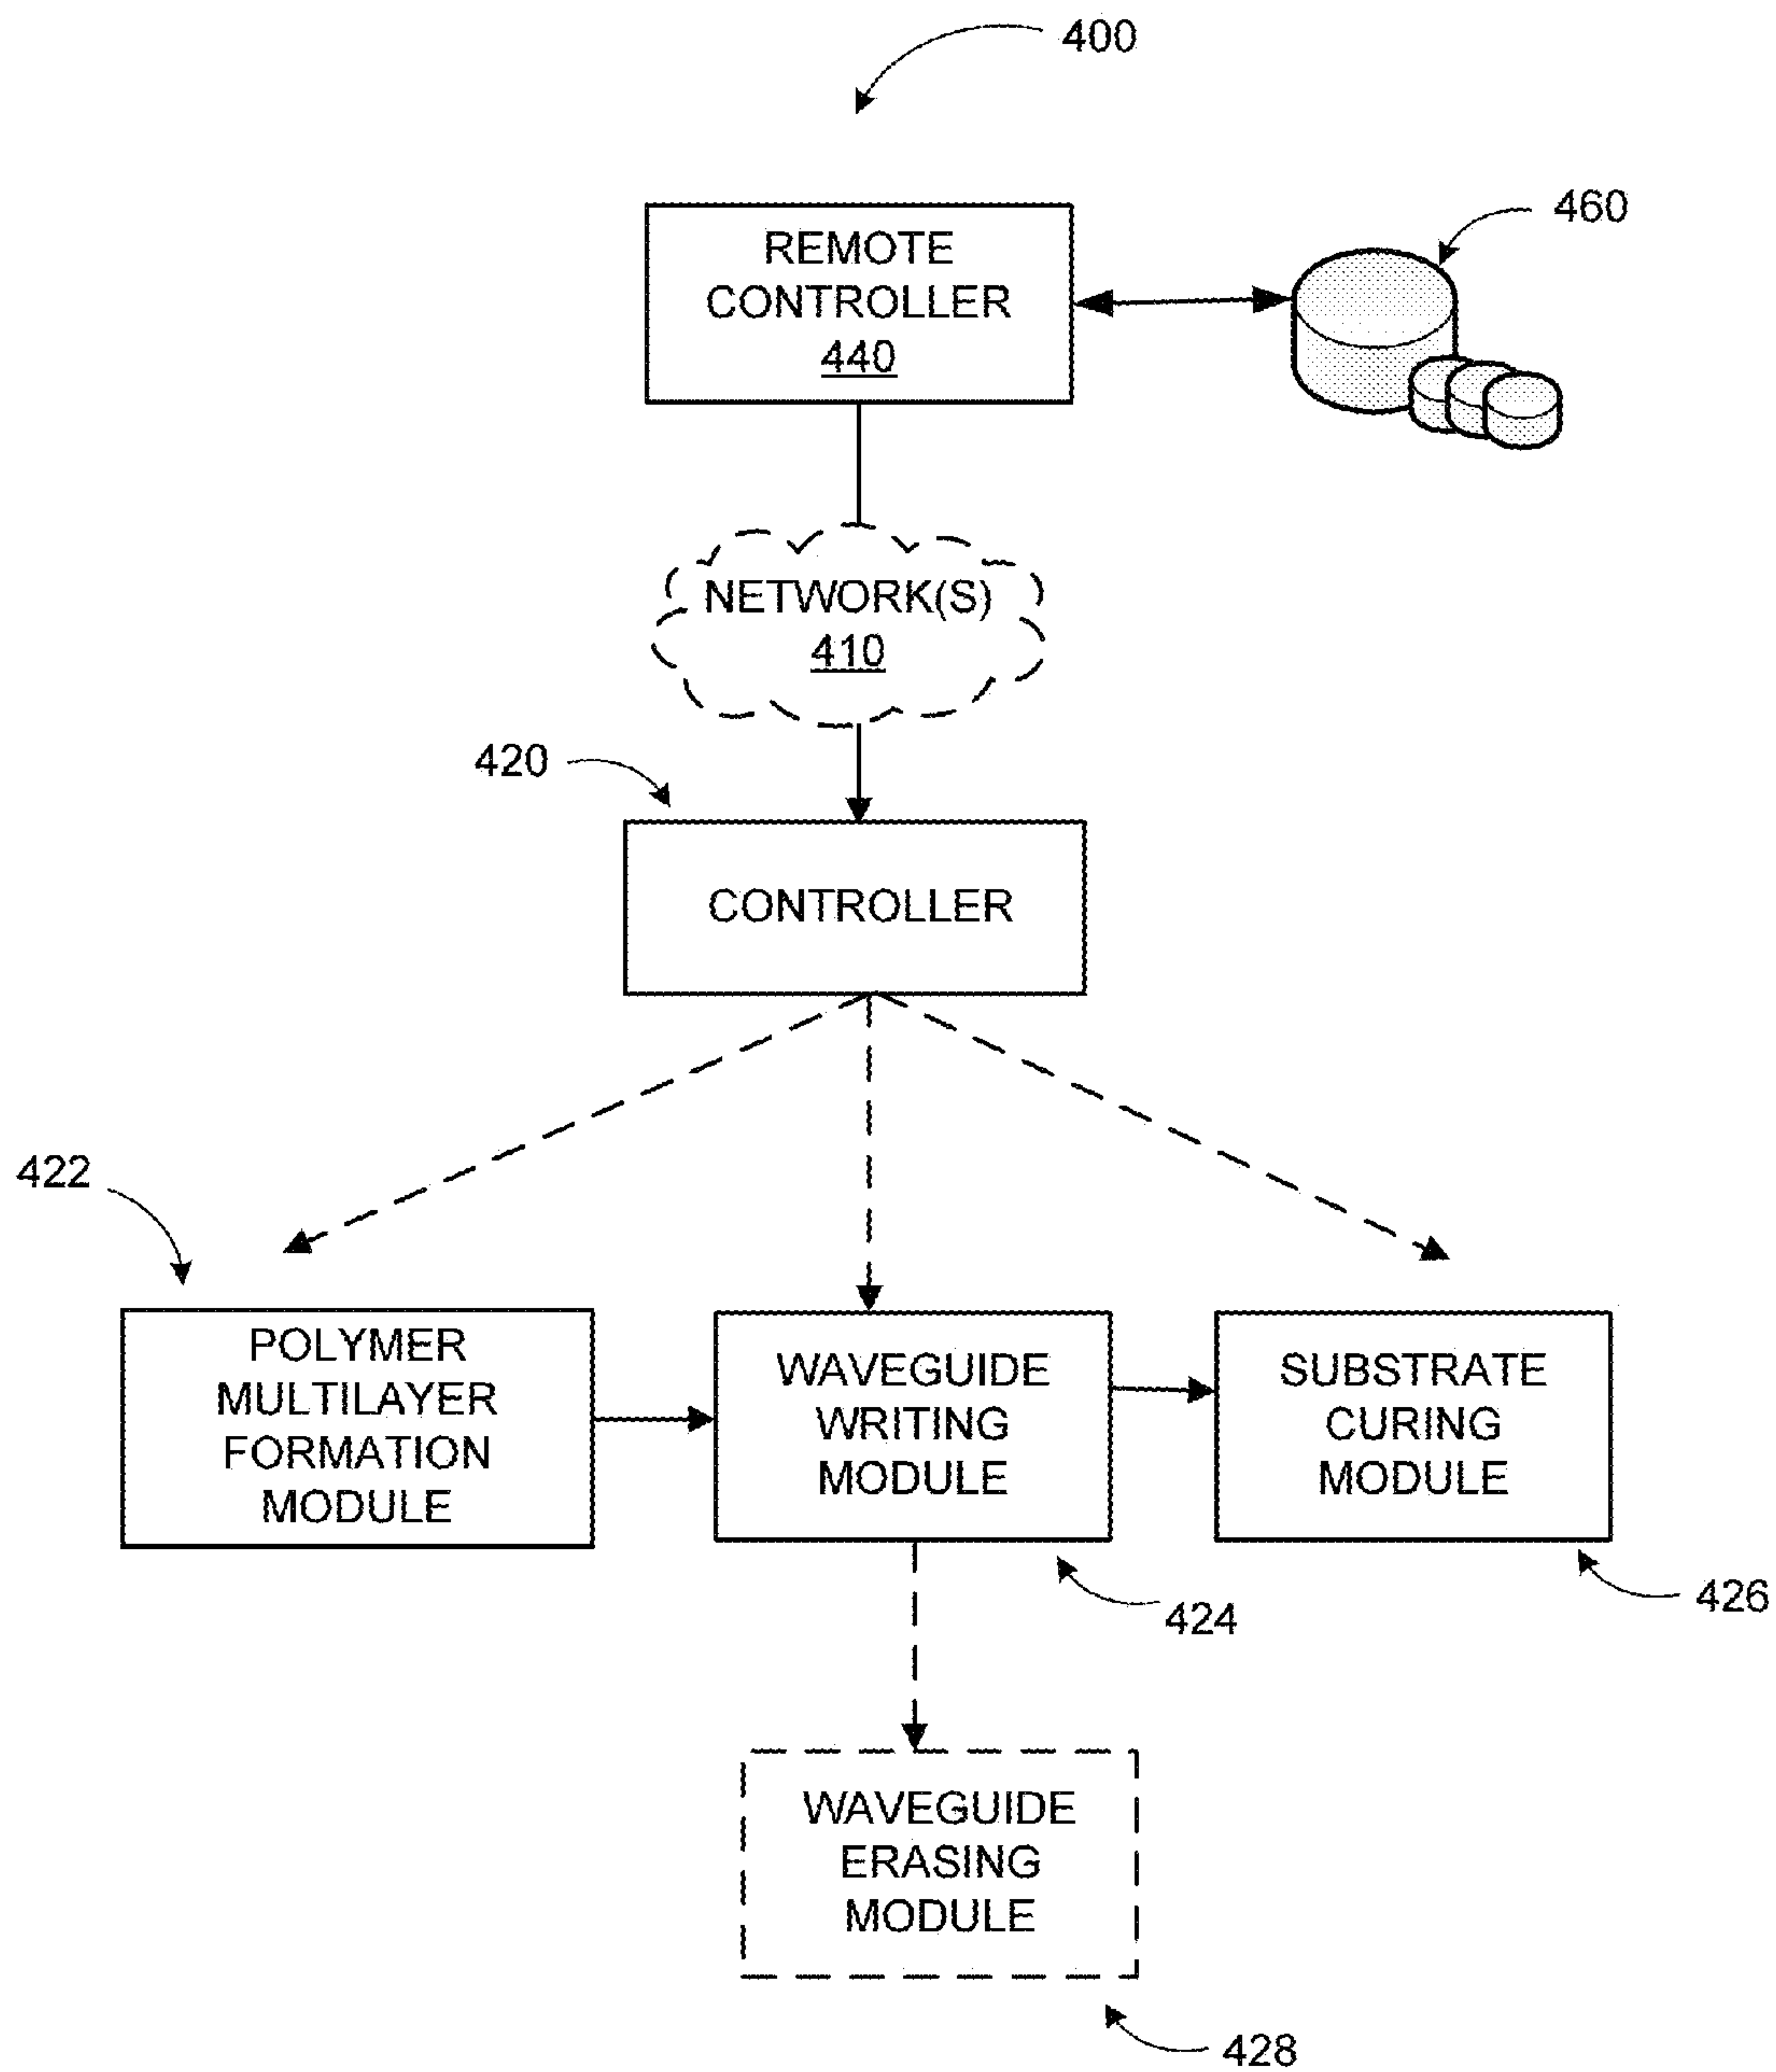 400
460
REMOTE
CONTROLLER
440
NETWORK(S)
410
420
CONTROLLER
422
POLYMER
MULTILAYER
FORMATION
MODULE
WAVEGUIDE
WRITING
MODULE
SUBSTRATE
CURING
MODULE
424
426
WAVEGUIDE
ERASING
MODULE
428